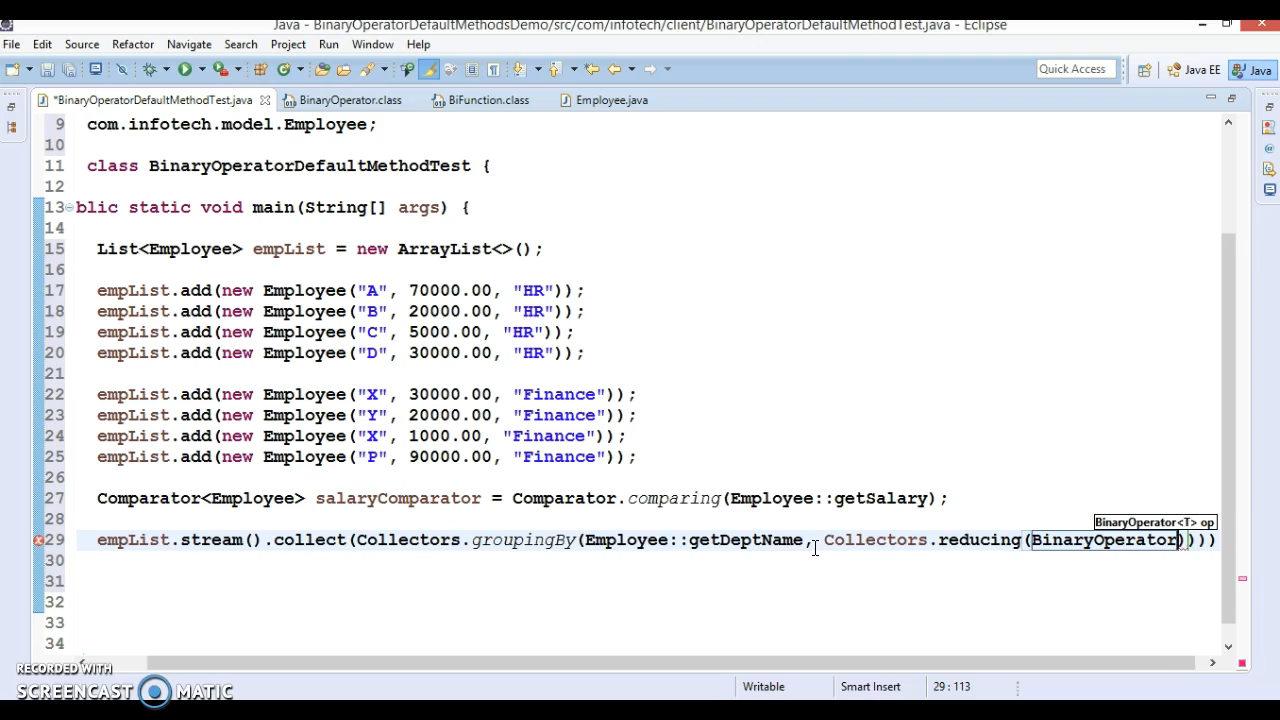 Java - BinaryOperatorDefaultMethodsDemo/src/com/infotech/client/BinaryOperatorDefaultMethodTest.java - Eclipse
File Edit Source Refactor Navigate Search Project Run Window Help
Quick Access Java EE Java
*BinaryOperatorDefaultMethodTest.java BinaryOperator.class BiFunction.class Employee.java
9 com.infotech.model.Employee;
10
11 class BinaryOperatorDefaultMethodTest {
12
13 blic static void main(String[] args) {
14
15 List<Employee> empList = new ArrayList<>();
16
17 empList.add(new Employee("A", 70000.00, "HR"));
18 empList.add(new Employee("B", 20000.00, "HR"));
19 empList.add(new Employee("C", 5000.00, "HR"));
20 empList.add(new Employee("D", 30000.00, "HR"));
21
22 empList.add(new Employee("X", 30000.00, "Finance"));
23 empList.add(new Employee("Y", 20000.00, "Finance"));
24 empList.add(new Employee("X", 1000.00, "Finance"));
25 empList.add(new Employee("P", 90000.00, "Finance"));
26
27 Comparator<Employee> salaryComparator = Comparator.comparing(Employee::getSalary);
28
BinaryOperator<T> op
29 empList.stream().collect(Collectors.groupingBy(Employee::getDeptName, Collectors.reducing(BinaryOperator))))
30
31
32
33
34
RECORDED WITH
SCREENCAST MATIC
Writable Smart Insert 29 : 113